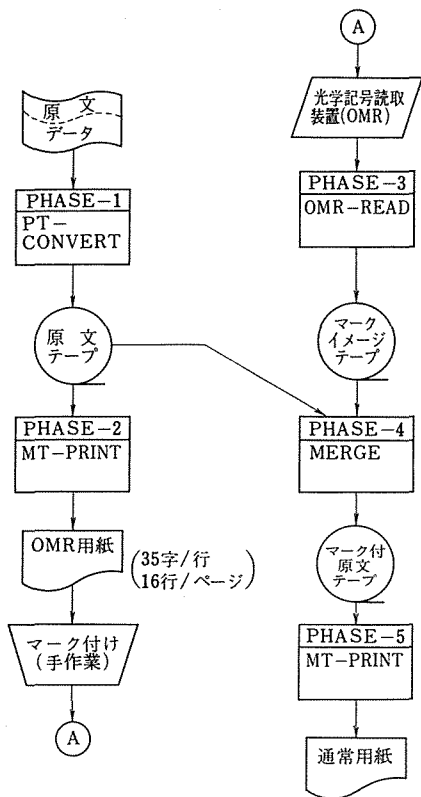 原文
データ
PHASE-1
PT-
CONVERT
原文
テープ
PHASE-2
MT-PRINT
OMR用紙
(35字/行
16行/ページ)
マーク付け
(手作業)
A
A
光学記号読取
装置(OMR)
PHASE-3
OMR-READ
マーク
イメージ
テープ
PHASE-4
MERGE
マーク付
原文
テープ
PHASE-5
MT-PRINT
通常用紙